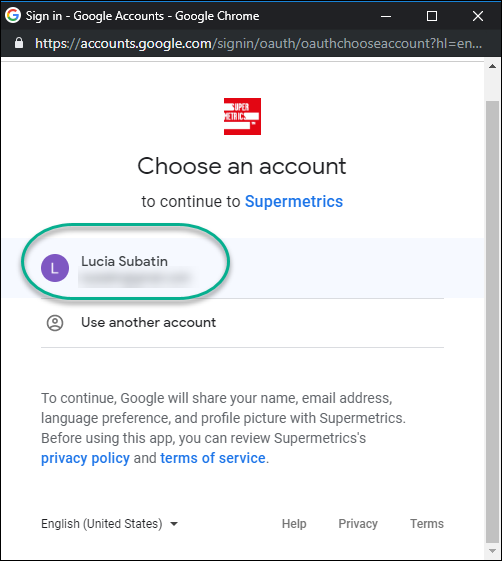 Sign in - Google Accounts - Google Chrome
https://accounts.google.com/signin/oauth/oauthchooseaccount?hl=en...
SUPER
METRICS
Choose an account
to continue to Supermetrics
L
Lucia Subatin
Use another account
To continue, Google will share your name, email address,
language preference, and profile picture with Supermetrics.
Before using this app, you can review Supermetrics's
privacy policy and terms of service.
English (United States)
Help
Privacy
Terms